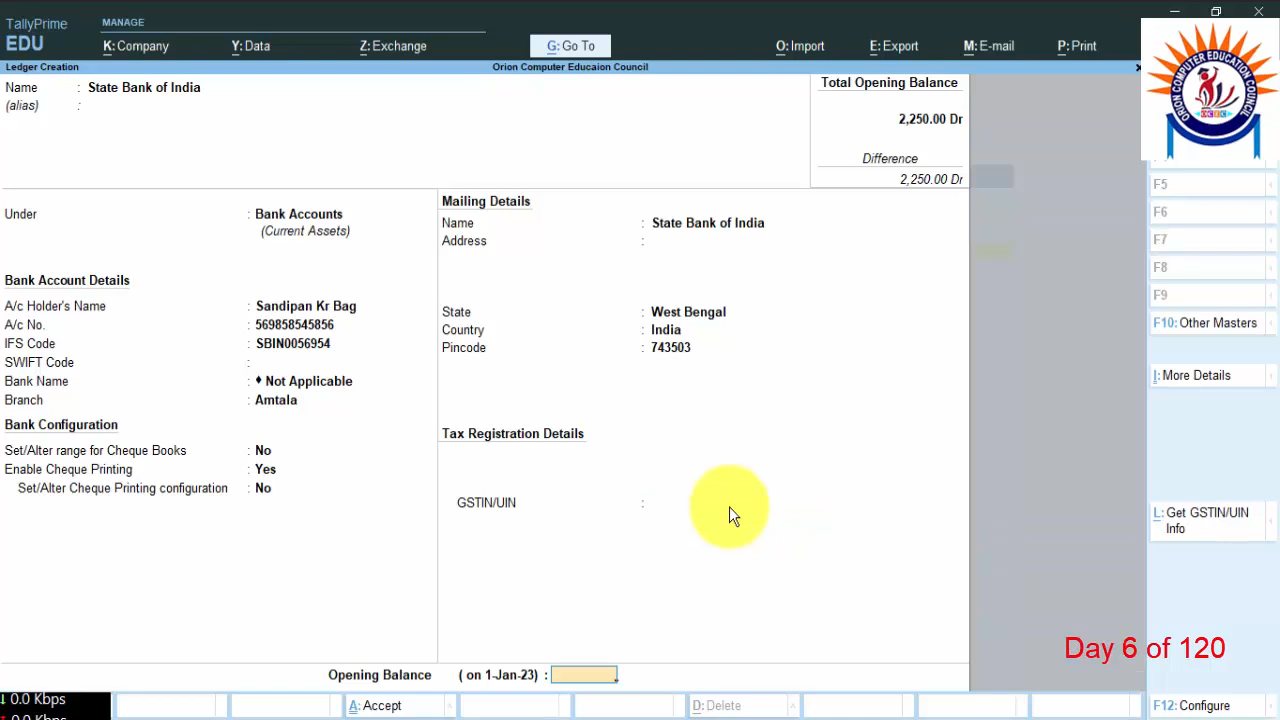 TallyPrime
EDU
MANAGE
K: Company
Y: Data
Z: Exchange
G: Go To
O: Import
E: Export
M: E-mail
P: Print
Ledger Creation
Orion Computer Educaion Council
Name : State Bank of India
(alias) :
Total Opening Balance
2,250.00 Dr
Difference
2,250.00 Dr
Under : Bank Accounts
(Current Assets)
Bank Account Details
A/c Holder's Name : Sandipan Kr Bag
A/c No. : 569858545856
IFS Code : SBIN0056954
SWIFT Code :
Bank Name : ♦ Not Applicable
Branch : Amtala
Bank Configuration
Set/Alter range for Cheque Books : No
Enable Cheque Printing : Yes
Set/Alter Cheque Printing configuration : No
Mailing Details
Name : State Bank of India
Address :
State : West Bengal
Country : India
Pincode : 743503
Tax Registration Details
GSTIN/UIN :
Opening Balance ( on 1-Jan-23) :
ORION COMPUTER EDUCATION COUNCIL
F5
F6
F7
F8
F9
F10: Other Masters
I: More Details
L: Get GSTIN/UIN
Info
Day 6 of 120
0.0 Kbps
A: Accept
D: Delete
F12: Configure